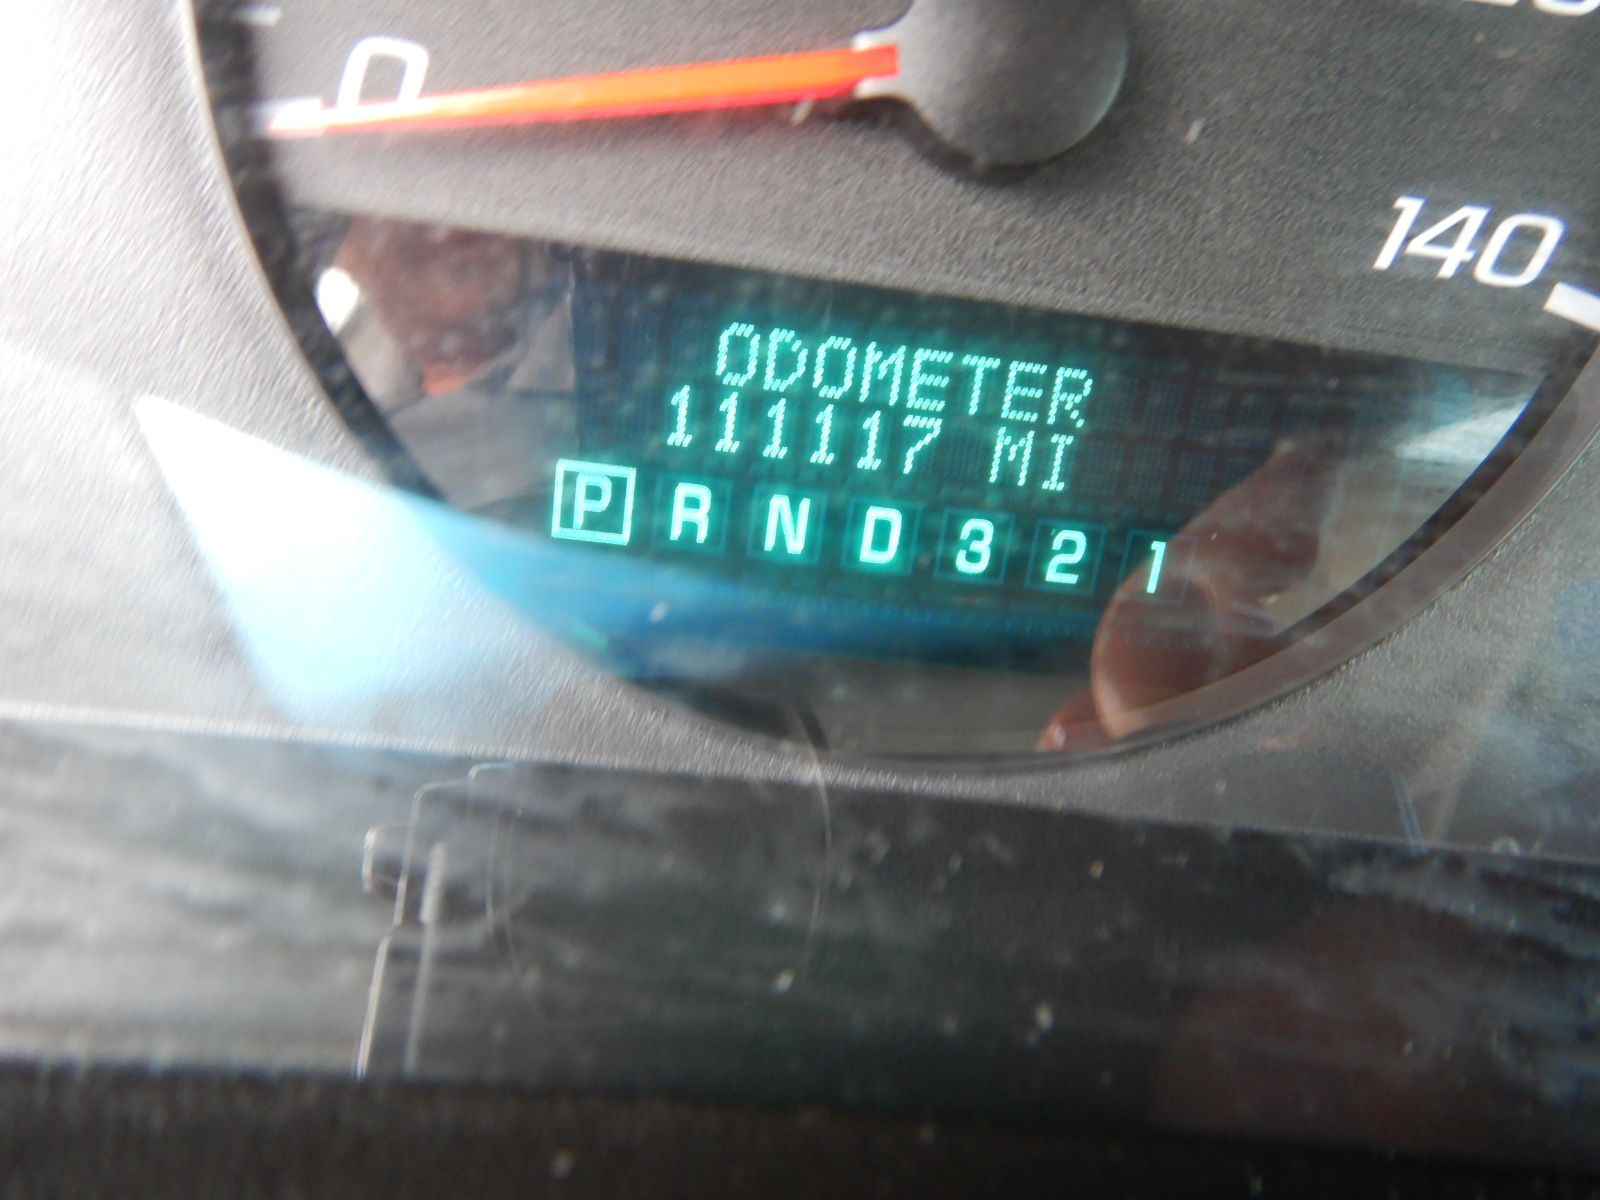 0
140
ODOMETER
111117 MI
P R N D 3 2 1